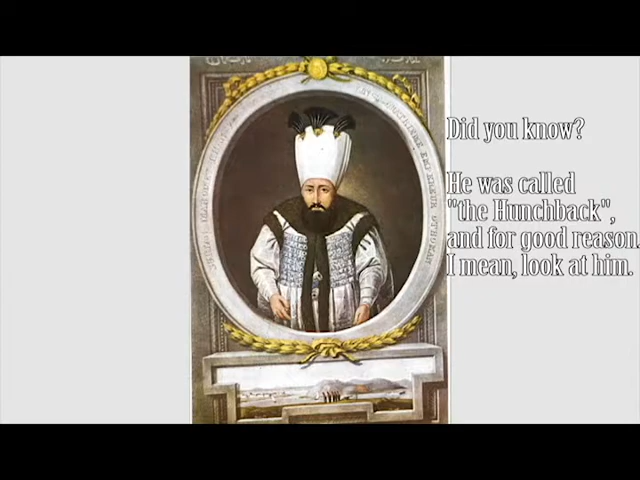 Did you know?
He was called
"the Hunchback",
and for good reason.
I mean, look at him.